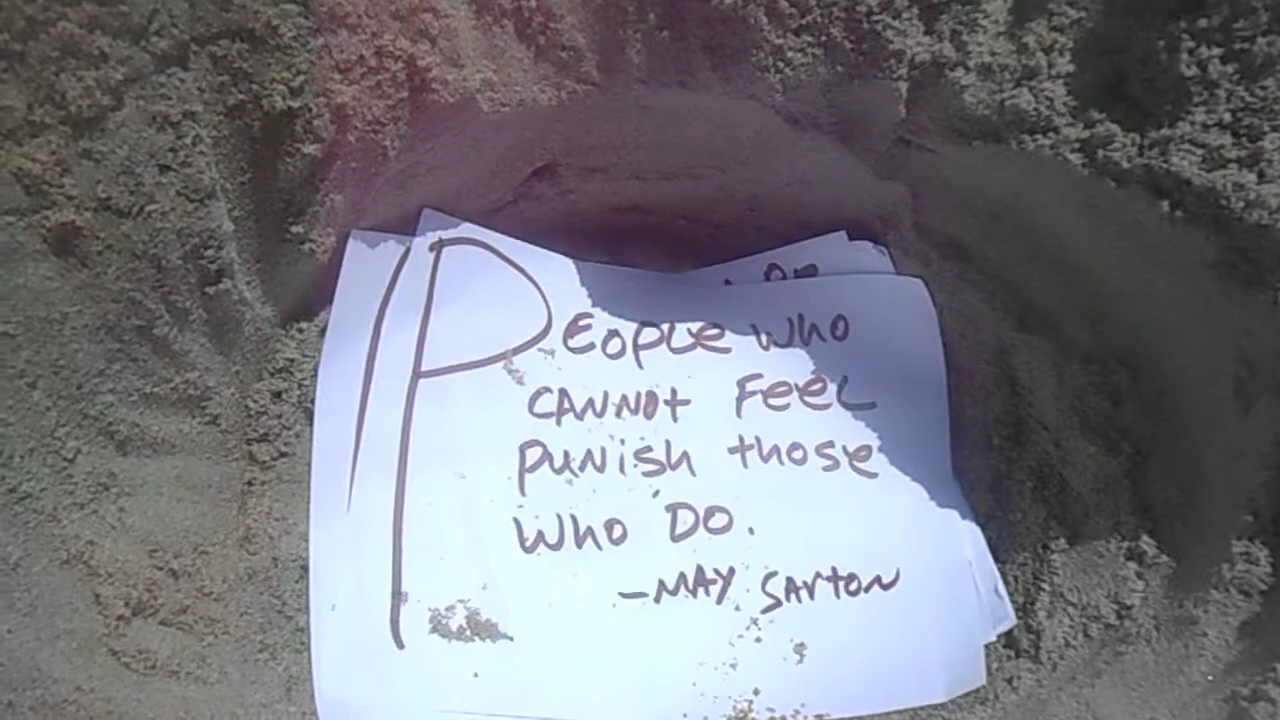 PEOPLE WHO
CANNOT FEEL
PUNISH THOSE
WHO DO.
-MAY SARTON